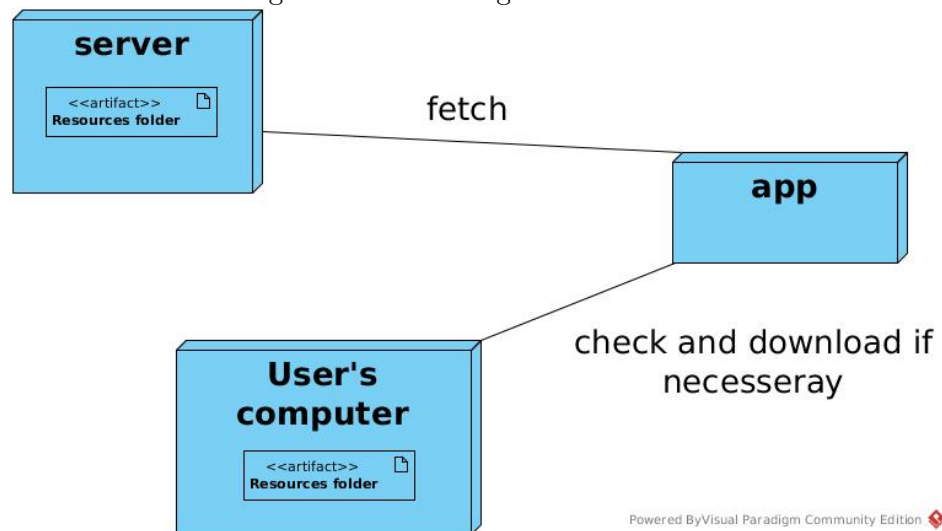 server
<<artifact>>
Resources folder
fetch
app
check and download if
necesseray
User's
computer
<<artifact>>
Resources folder
Powered ByVisual Paradigm Community Edition